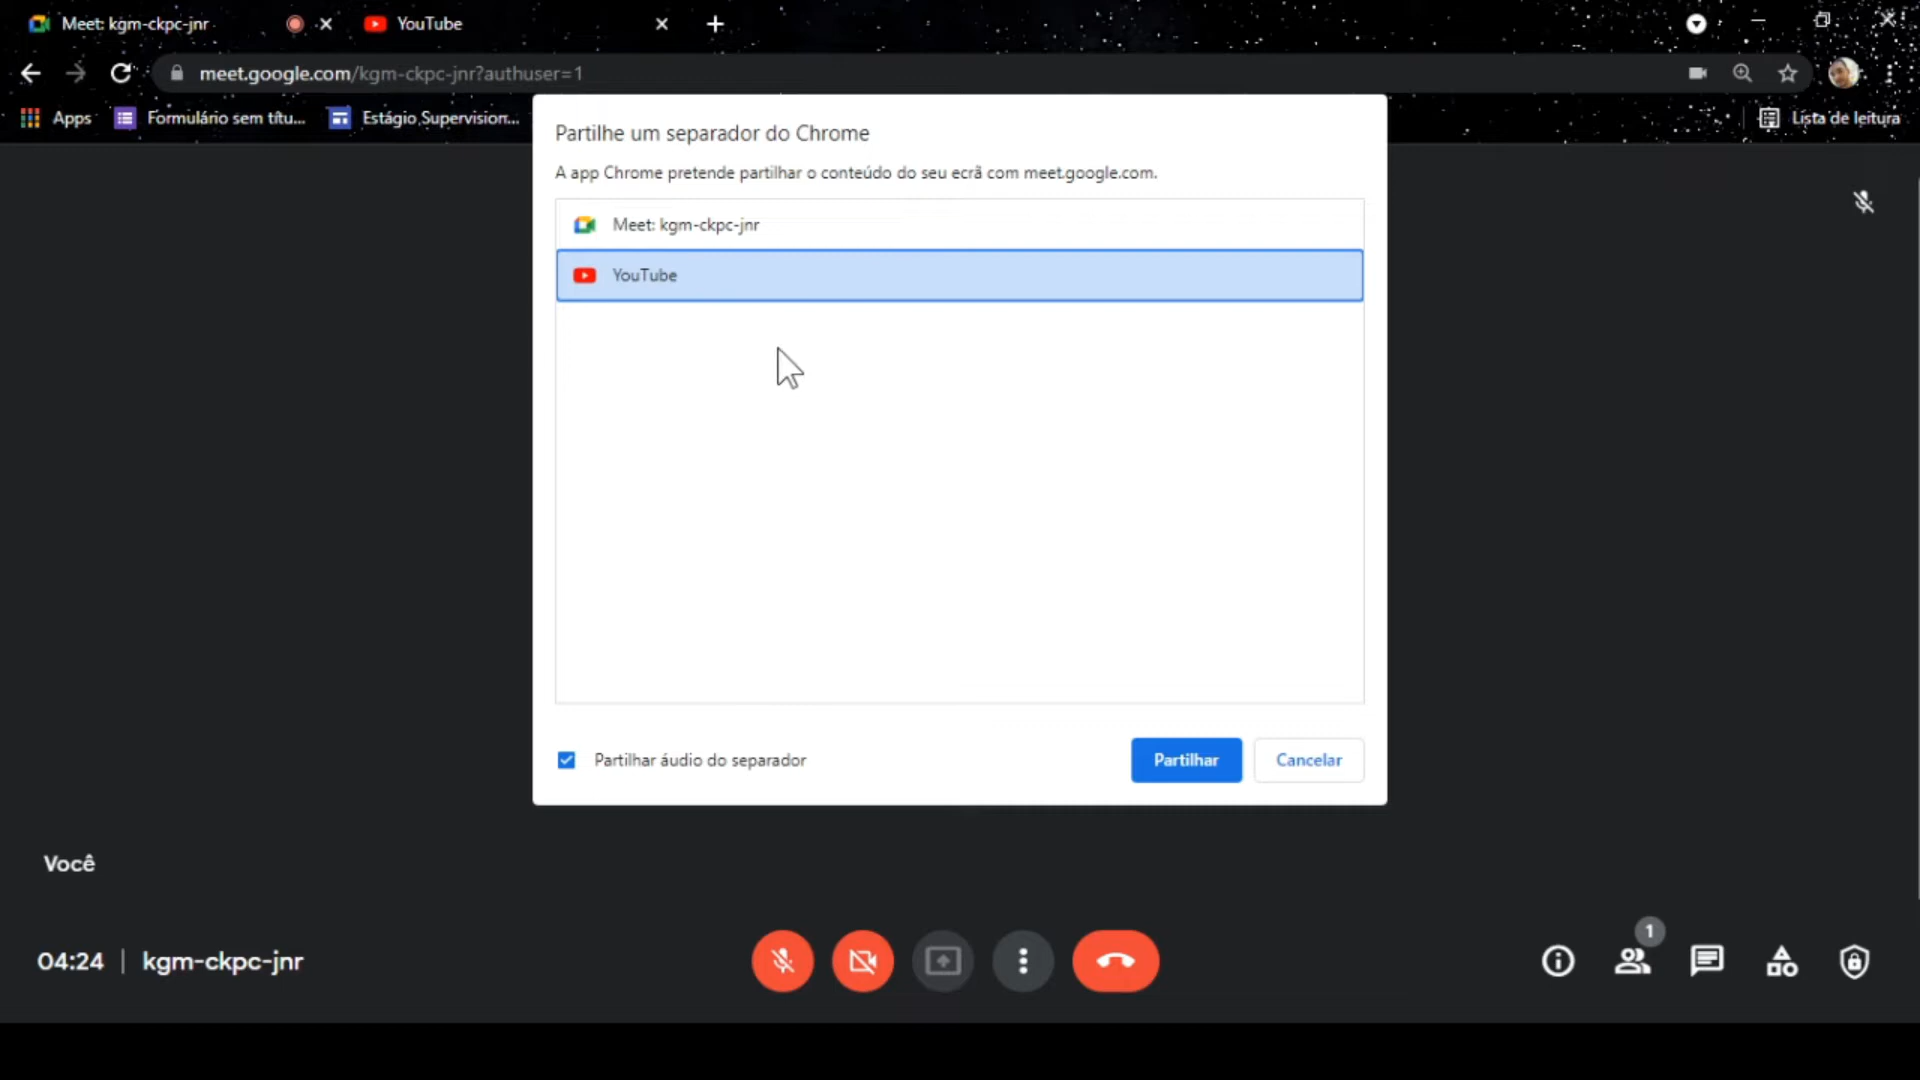 Meet: kgm-ckpc-jnr
YouTube
meet.google.com/kgm-ckpc-jnr?authuser=1
Apps
Formulário sem títu...
Estágio Supervision...
Lista de leitura
Partilhe um separador do Chrome
A app Chrome pretende partilhar o conteúdo do seu ecrã com meet.google.com.
Meet: kgm-ckpc-jnr
YouTube
Partilhar áudio do separador
Partilhar
Cancelar
Você
04:24 | kgm-ckpc-jnr
1